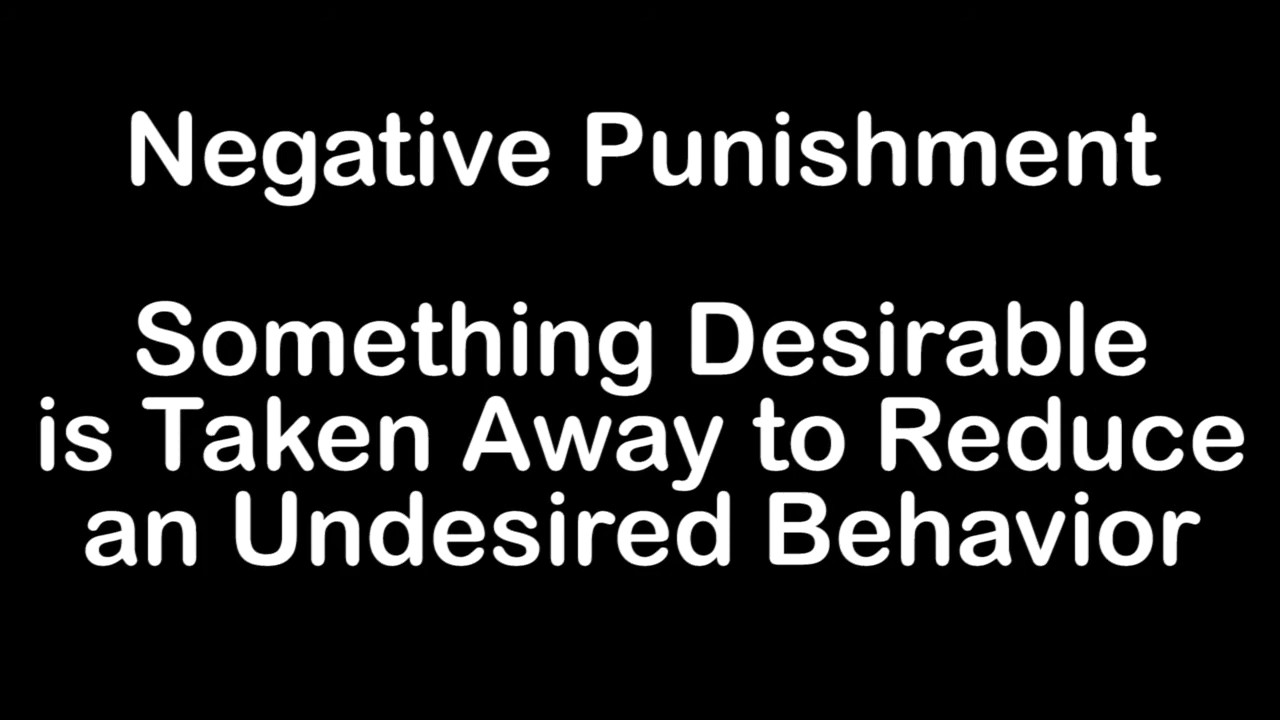 Negative Punishment
Something Desirable
is Taken Away to Reduce
an Undesired Behavior